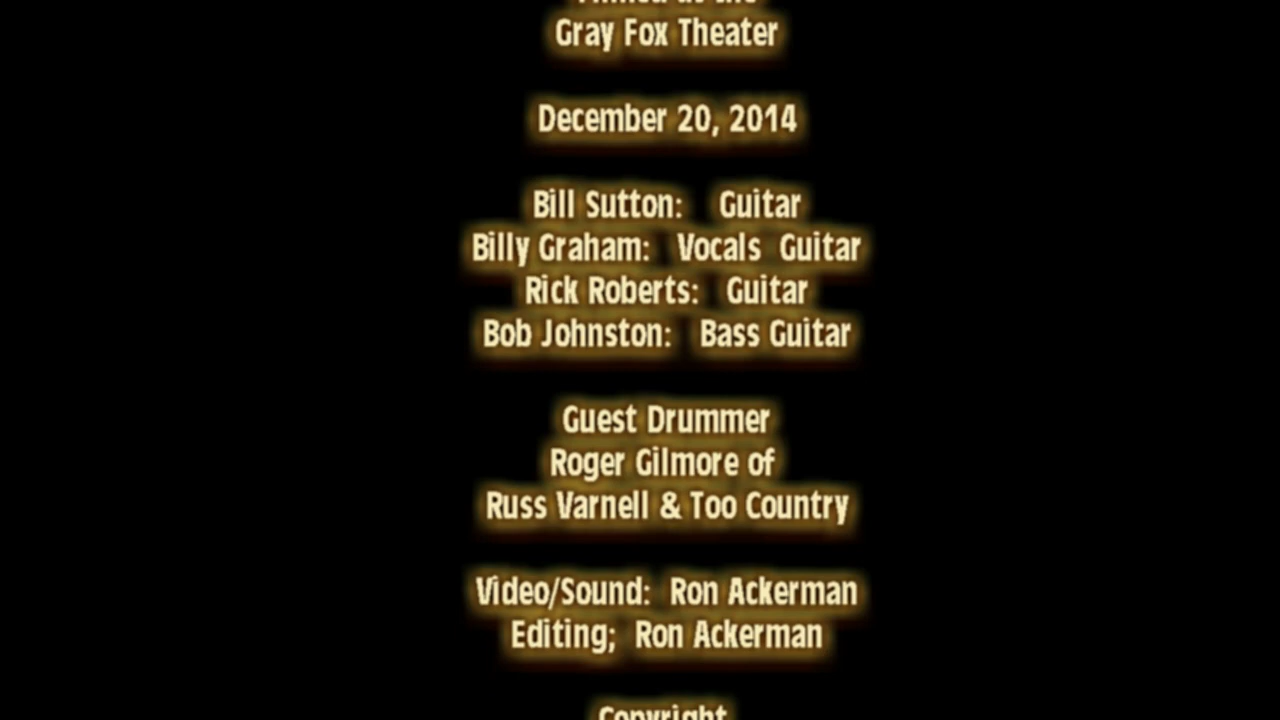 Gray Fox Theater
December 20, 2014
Bill Sutton: Guitar
Billy Graham: Vocals Guitar
Rick Roberts: Guitar
Bob Johnston: Bass Guitar
Guest Drummer
Roger Gilmore of
Russ Varnell & Too Country
Video/Sound: Ron Ackerman
Editing; Ron Ackerman
Copyright